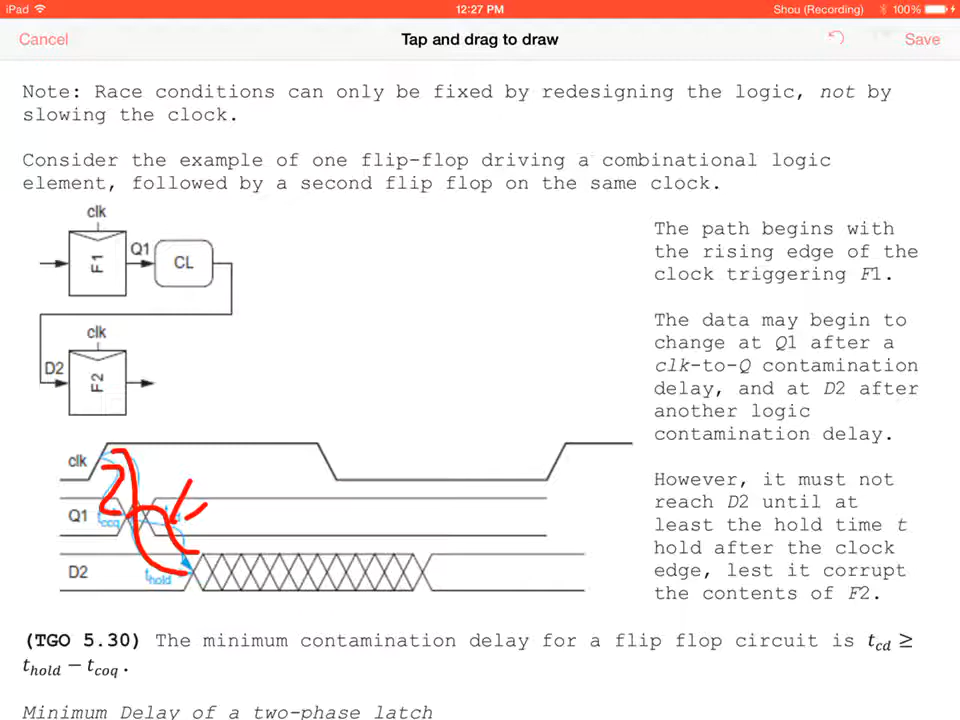 iPad 12:27 PM Shou (Recording) 100%
Cancel Tap and drag to draw Save
Note: Race conditions can only be fixed by redesigning the logic, not by
slowing the clock.
Consider the example of one flip-flop driving a combinational logic
element, followed by a second flip flop on the same clock.
clk
F1 Q1 CL
clk
D2 F2
The path begins with
the rising edge of the
clock triggering F1.
The data may begin to
change at Q1 after a
clk-to-Q contamination
delay, and at D2 after
another logic
contamination delay.
However, it must not
reach D2 until at
least the hold time t
hold after the clock
edge, lest it corrupt
the contents of F2.
clk
Q1 tccq
D2 thold
(TGO 5.30) The minimum contamination delay for a flip flop circuit is tcd ≥
thold − tcoq.
Minimum Delay of a two-phase latch